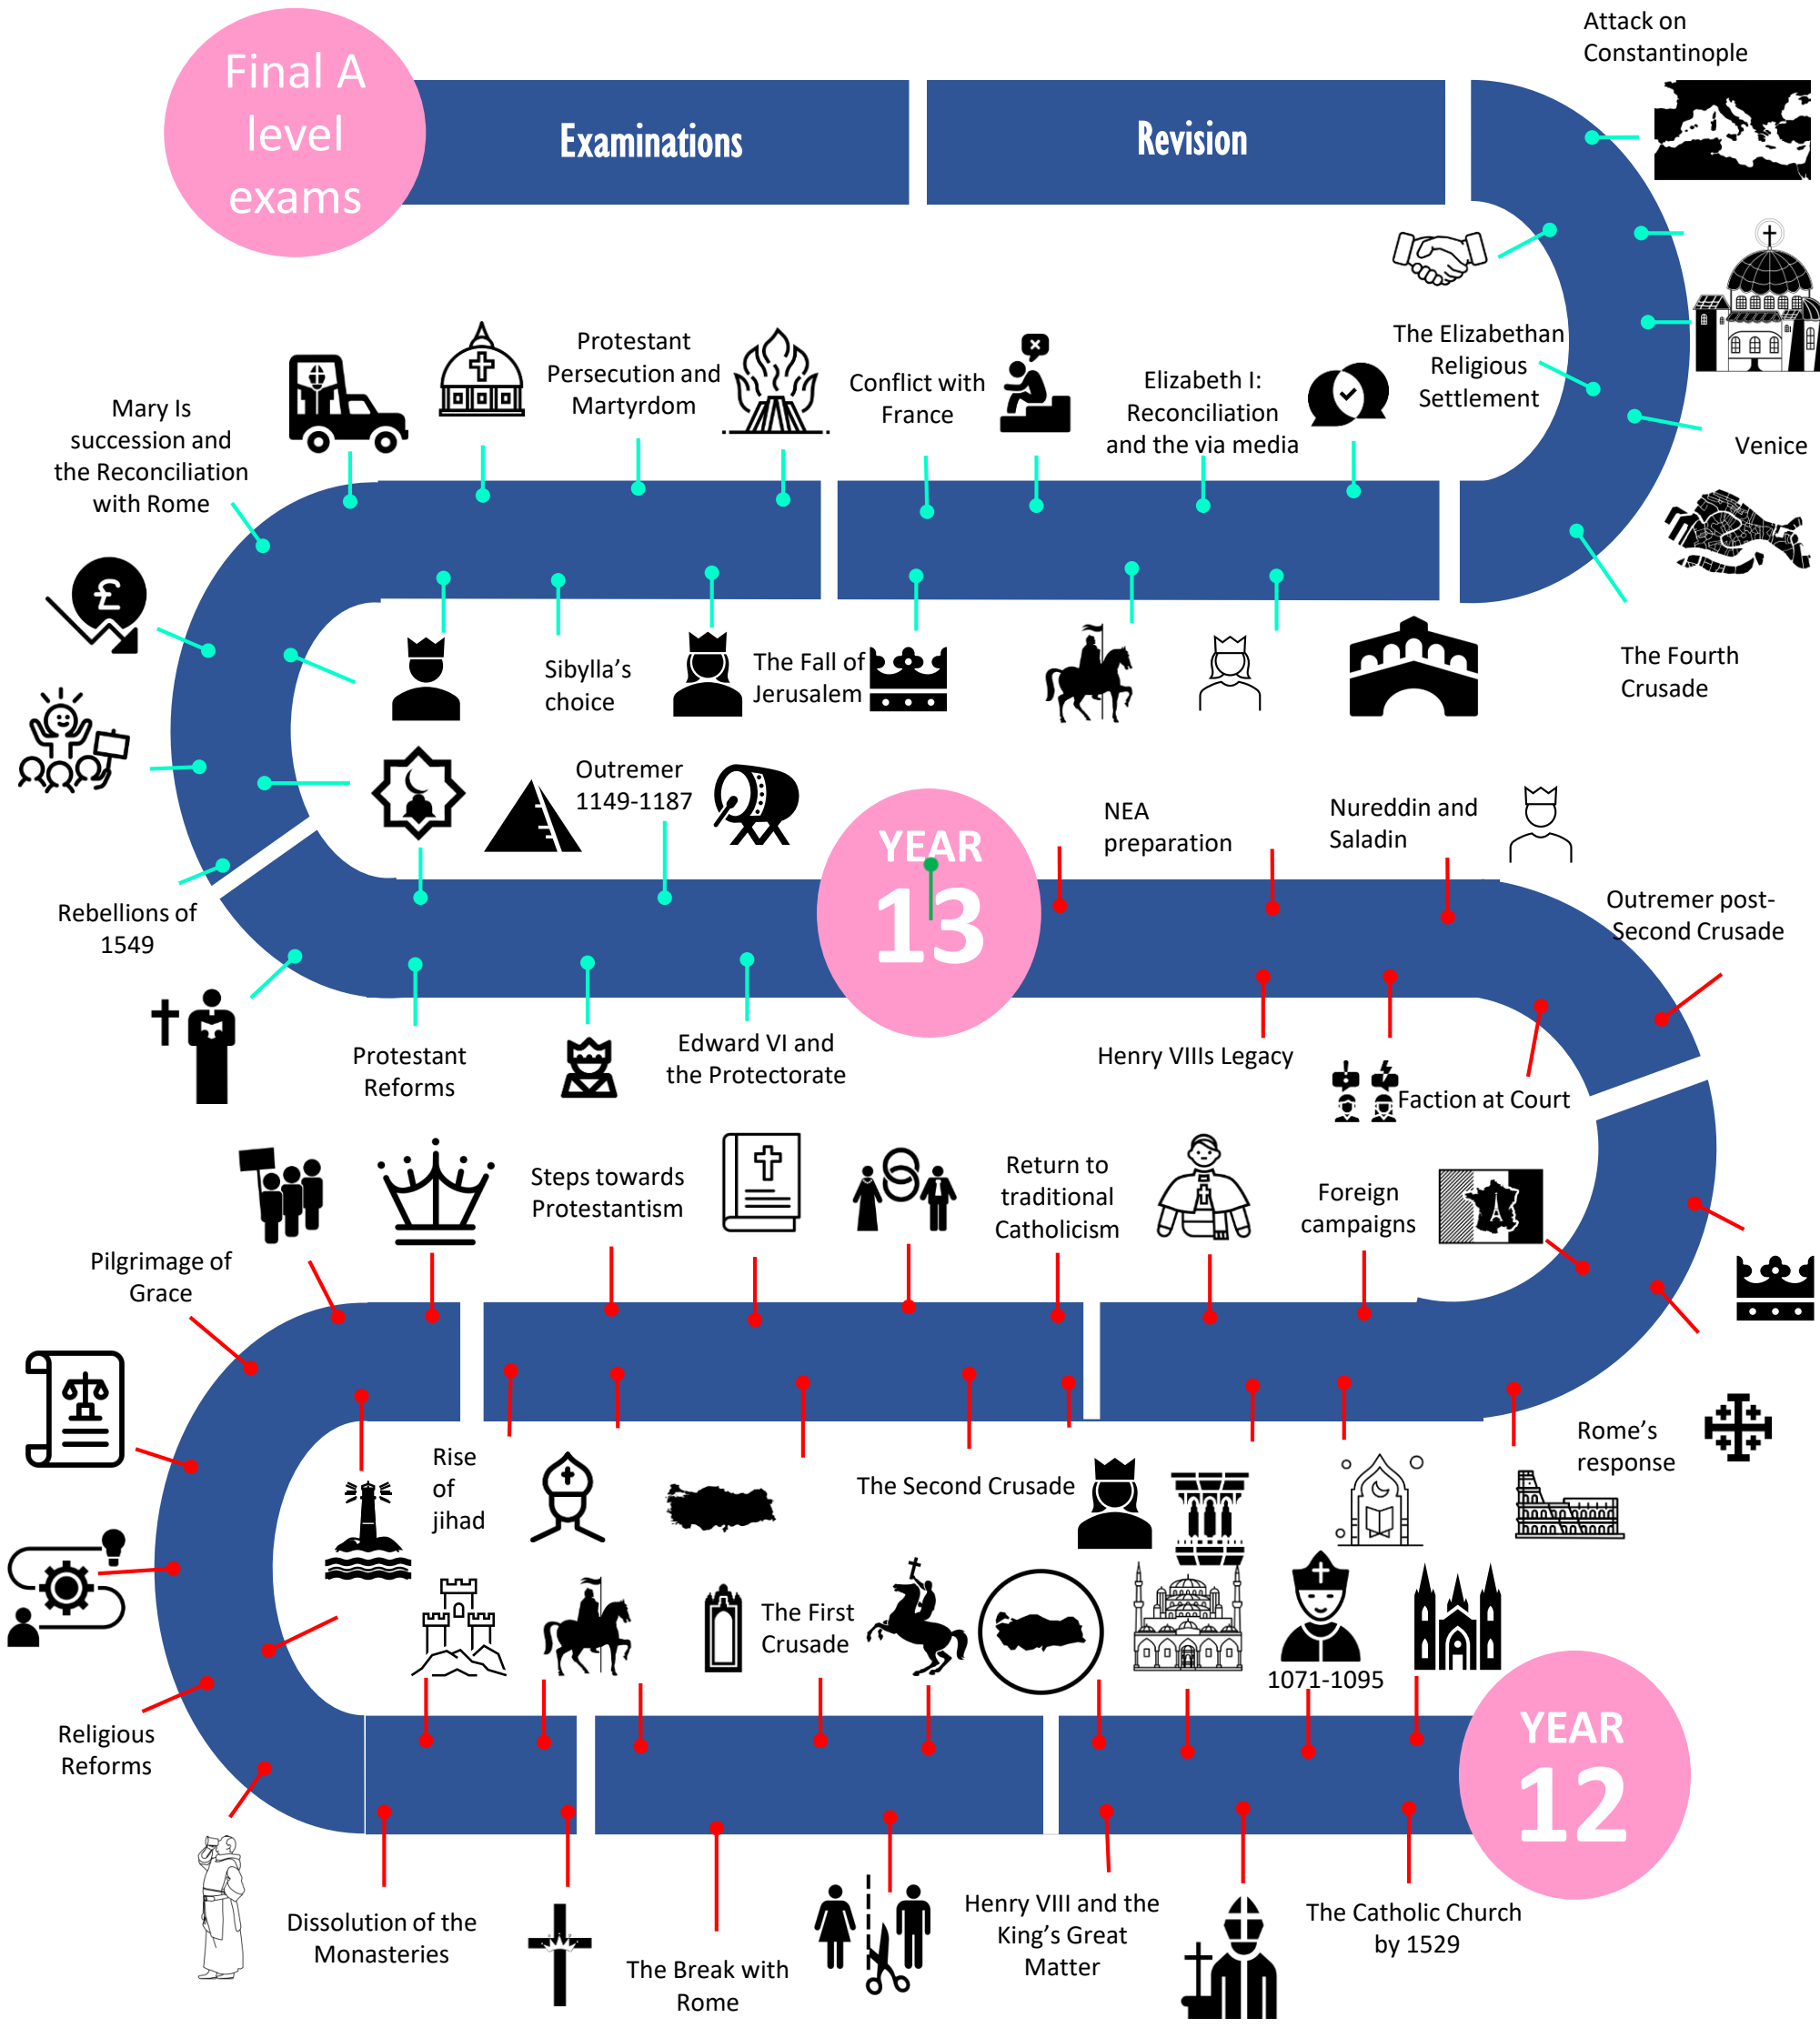 Attack on
Constantinople
Final A
level
exams
Examinations
Revision
The Elizabethan
Religious
Settlement
Venice
Protestant
Persecution and
Martyrdom
Conflict with
France
Elizabeth I:
Reconciliation
and the via media
Mary Is
succession and
the Reconciliation
with Rome
£
Sibylla's
choice
The Fall of
Jerusalem
The Fourth
Crusade
Outremer
1149-1187
YEAR
13
NEA
preparation
Nureddin and
Saladin
Outremer post-
Second Crusade
Rebellions of
1549
Protestant
Reforms
Edward VI and
the Protectorate
Henry VIIIs Legacy
Faction at Court
Steps towards
Protestantism
Return to
traditional
Catholicism
Foreign
campaigns
Pilgrimage of
Grace
Rise
of
jihad
The Second Crusade
Rome's
response
The First
Crusade
1071-1095
Religious
Reforms
YEAR
12
Dissolution of the
Monasteries
The Break with
Rome
Henry VIII and the
King's Great
Matter
The Catholic Church
by 1529